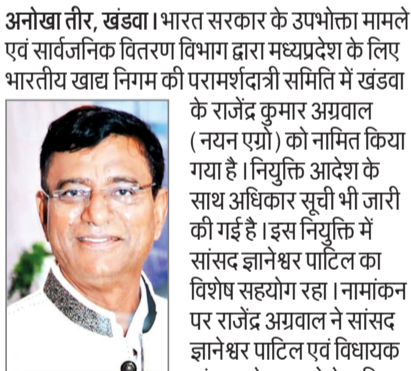 अनोखा तीर, खंडवा। भारत सरकार के उपभोक्ता मामले
एवं सार्वजनिक वितरण विभाग द्वारा मध्यप्रदेश के लिए
भारतीय खाद्य निगम की परामर्शदात्री समिति में खंडवा
के राजेंद्र कुमार अग्रवाल
(नयन एग्रो) को नामित किया
गया है। नियुक्ति आदेश के
साथ अधिकार सूची भी जारी
की गई है। इस नियुक्ति में
सांसद ज्ञानेश्वर पाटिल का
विशेष सहयोग रहा। नामांकन
पर राजेंद्र अग्रवाल ने सांसद
ज्ञानेश्वर पाटिल एवं विधायक